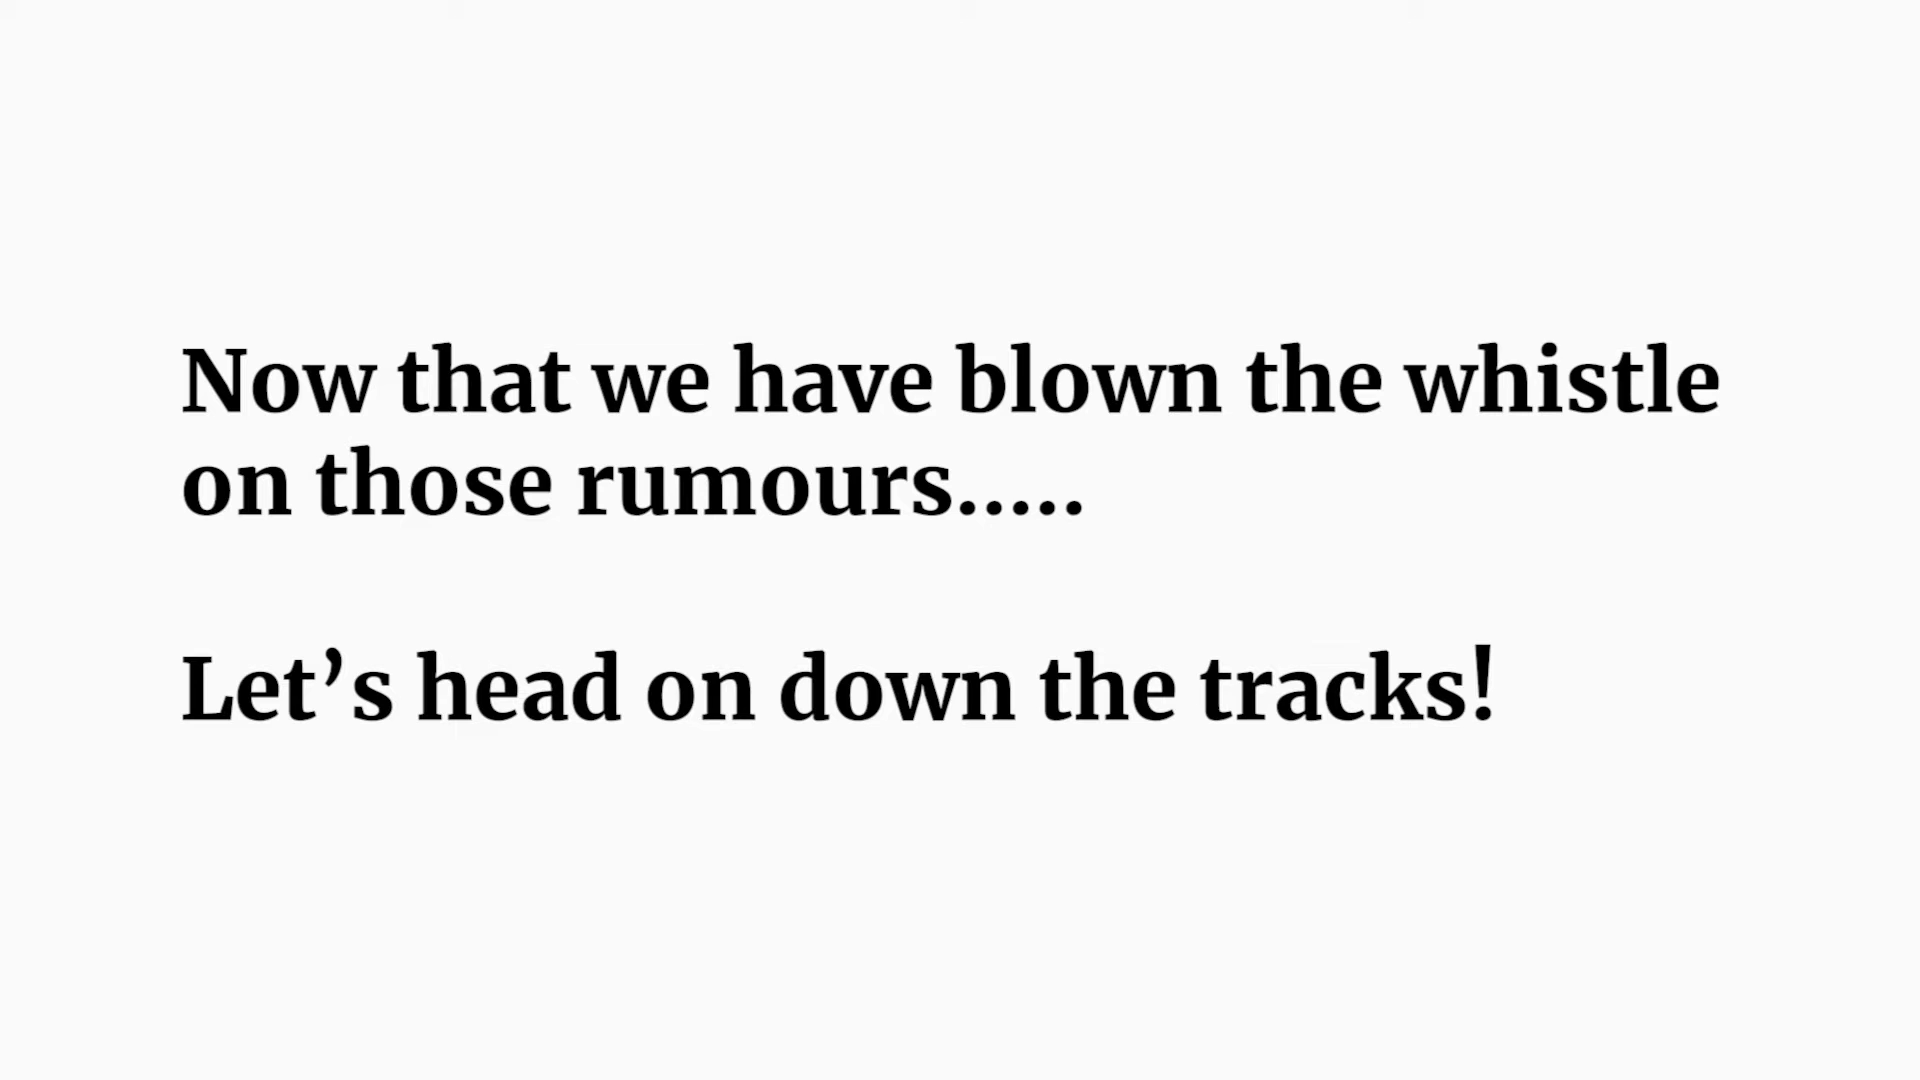 Now that we have blown the whistle
on those rumours.....
Let’s head on down the tracks!